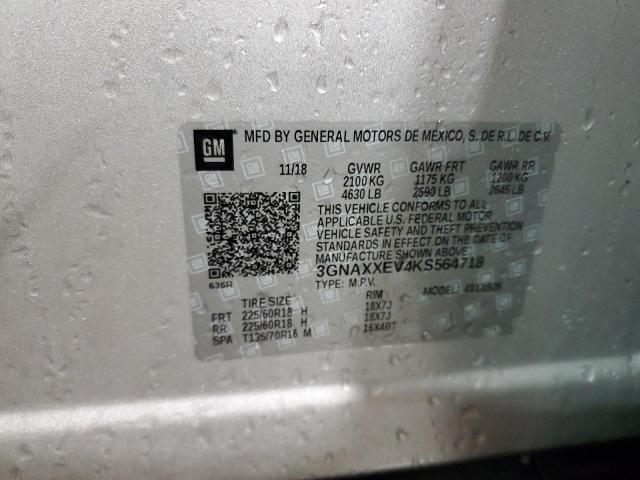 GM® MFD BY GENERAL MOTORS DE MEXICO, S. DE R.L. DE C.V.
11/18 GVWR GAWR FRT GAWR RR
2100 KG 1175 KG 1200 KG
4630 LB 2590 LB 2645 LB
THIS VEHICLE CONFORMS TO ALL
APPLICABLE U.S. FEDERAL MOTOR
VEHICLE SAFETY AND THEFT PREVENTION
STANDARDS IN EFFECT ON THE DATE OF
MANUFACTURE SHOWN ABOVE.
3GNAXXEV4KS564718
636R TYPE: M.P.V. MODEL:
TIRE SIZE RIM
FRT 225/60R18 H 18X7J
RR 225/60R18 H 18X7J
SPA T135/70R16 M 16X4BT